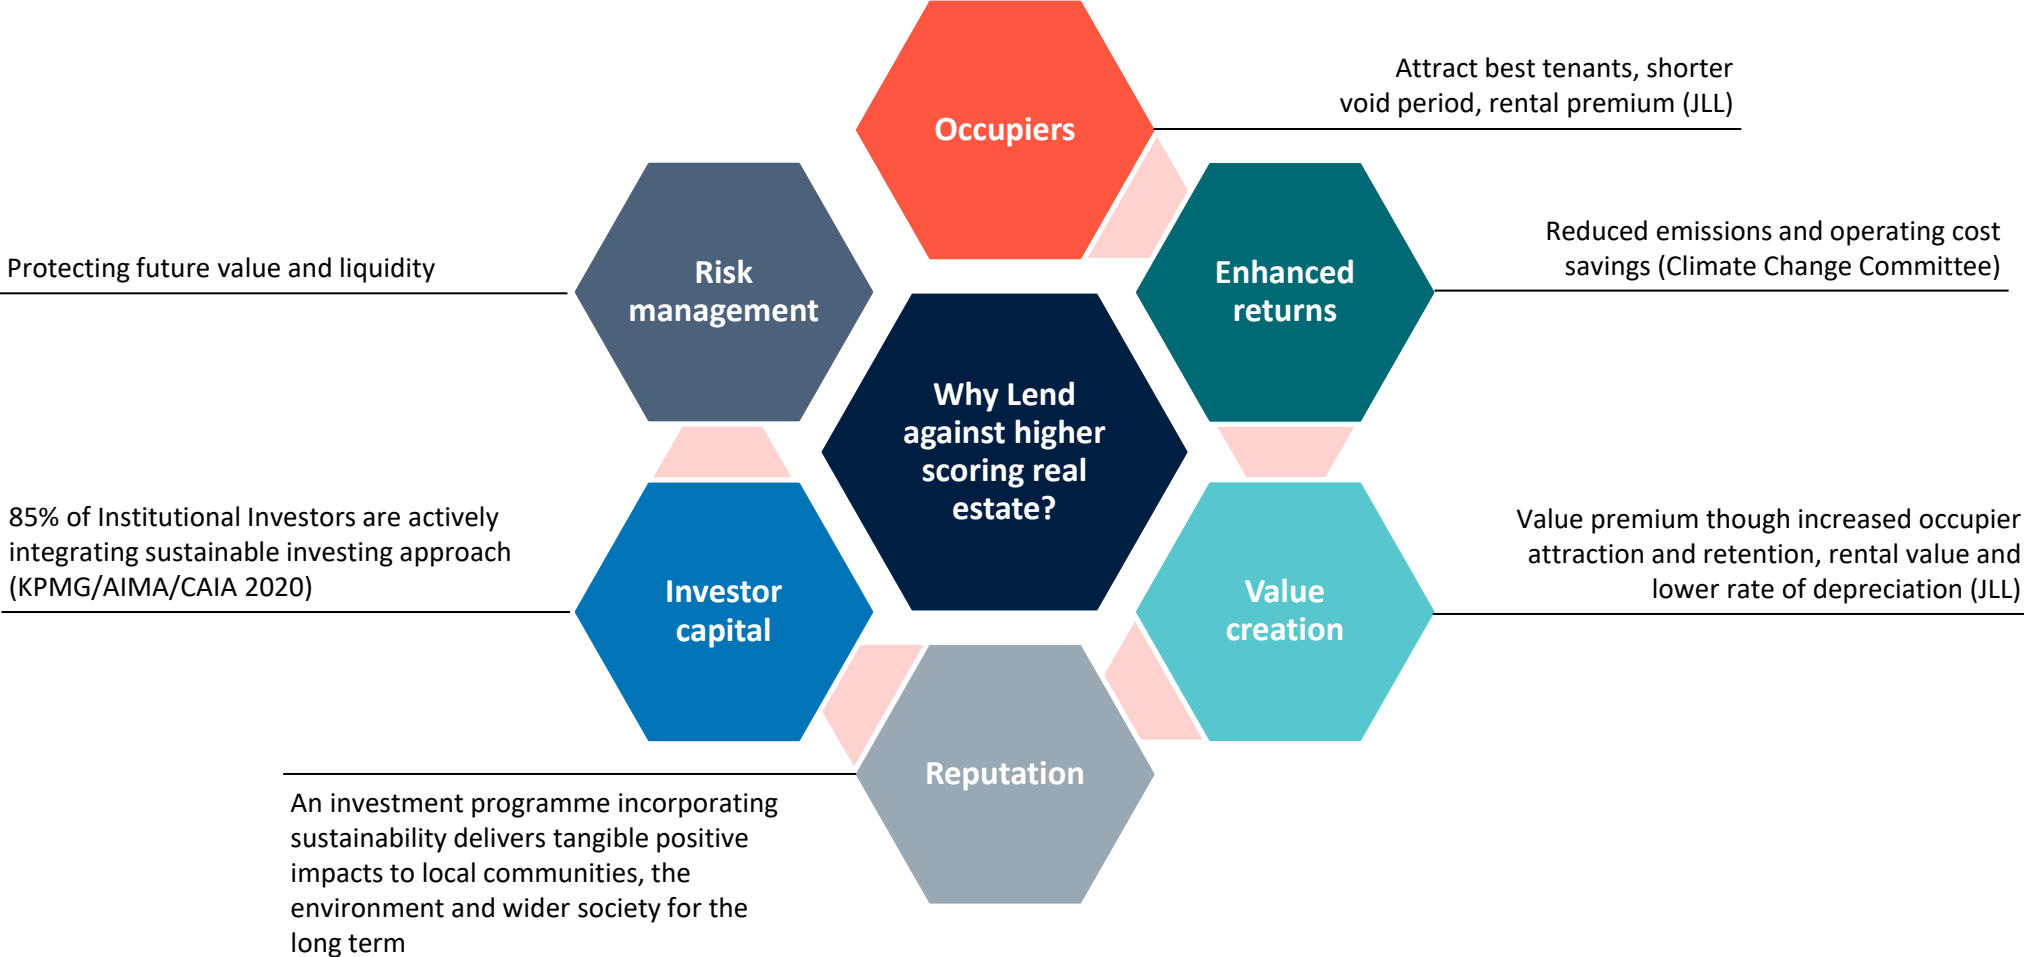 Occupiers
Attract best tenants, shorter
void period, rental premium (JLL)
Enhanced
returns
Reduced emissions and operating cost
savings (Climate Change Committee)
Risk
management
Protecting future value and liquidity
Why Lend
against higher
scoring real
estate?
Investor
capital
85% of Institutional Investors are actively
integrating sustainable investing approach
(KPMG/AIMA/CAIA 2020)
Value
creation
Value premium though increased occupier
attraction and retention, rental value and
lower rate of depreciation (JLL)
Reputation
An investment programme incorporating
sustainability delivers tangible positive
impacts to local communities, the
environment and wider society for the
long term